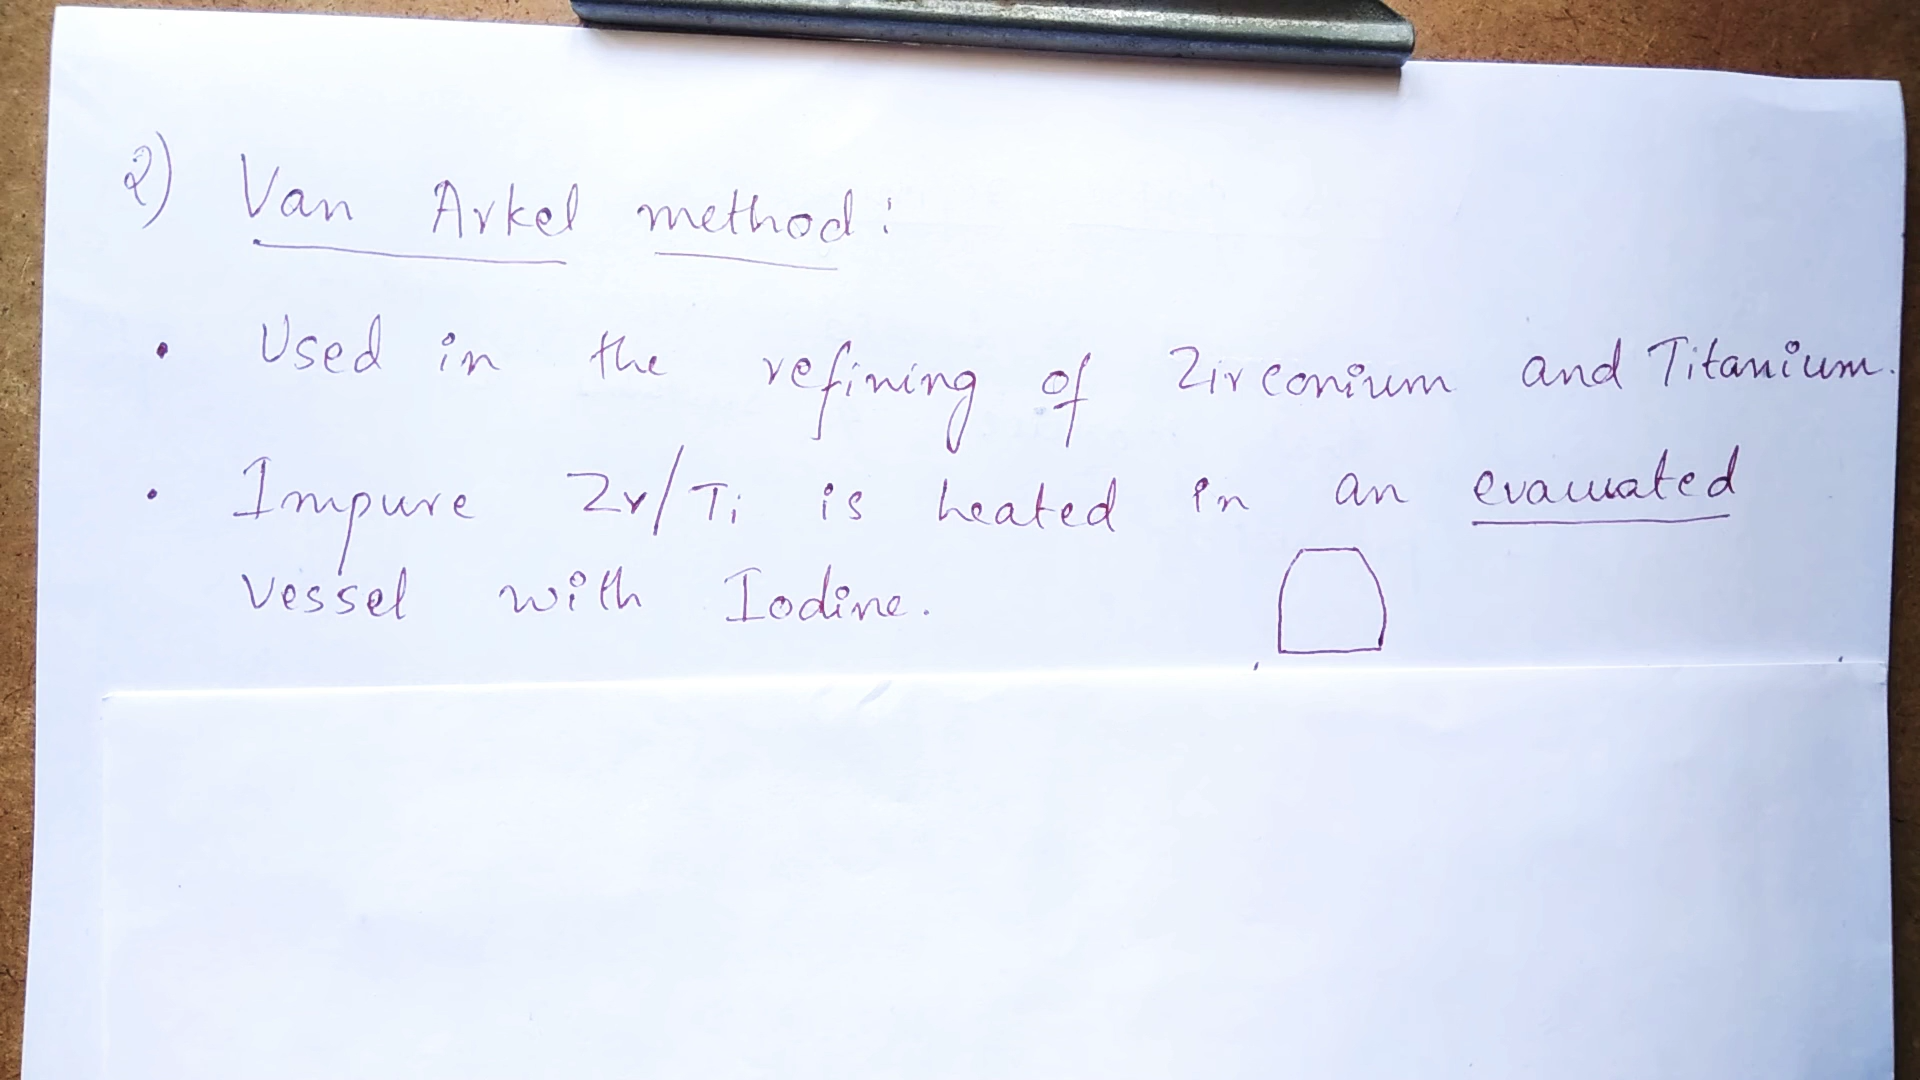 2) Van Arkel method:
• Used in the refining of Zirconium and Titanium.
• Impure Zr/Ti is heated in an evacuated
vessel with Iodine.